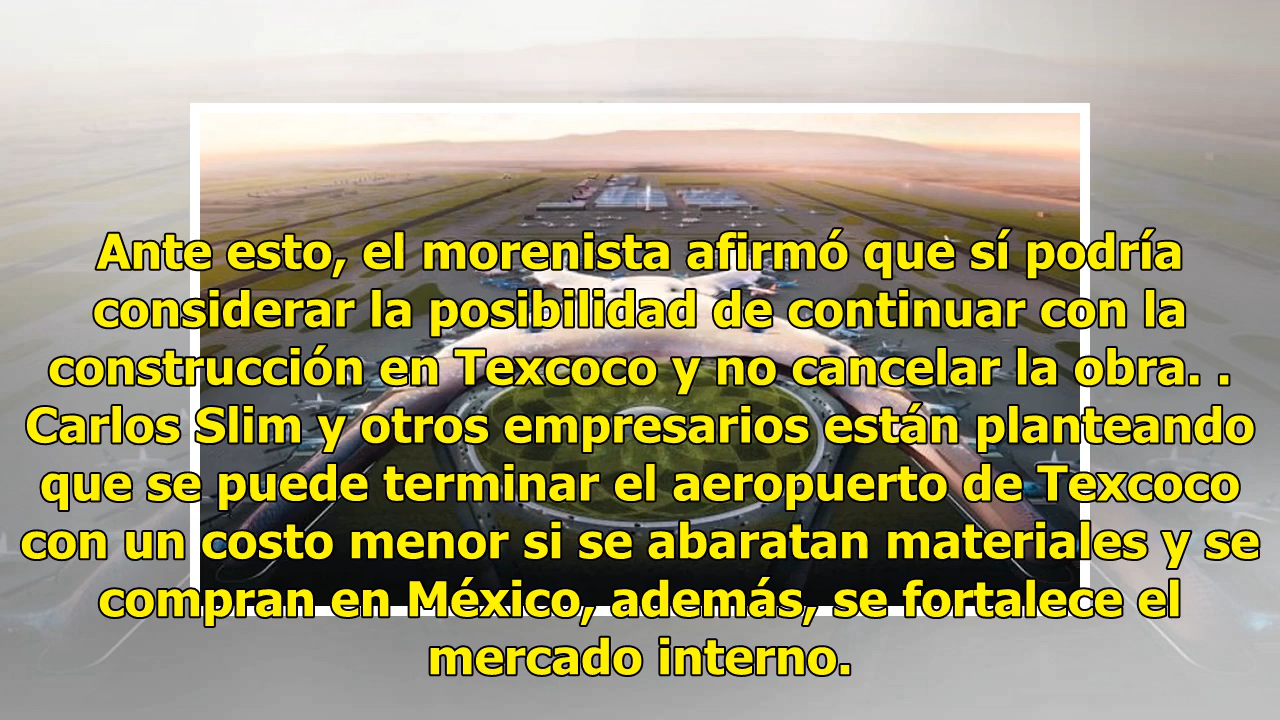 Ante esto, el morenista afirmó que sí podría
considerar la posibilidad de continuar con la
construcción en Texcoco y no cancelar la obra. .
Carlos Slim y otros empresarios están planteando
que se puede terminar el aeropuerto de Texcoco
con un costo menor si se abaratan materiales y se
compran en México, además, se fortalece el
mercado interno.